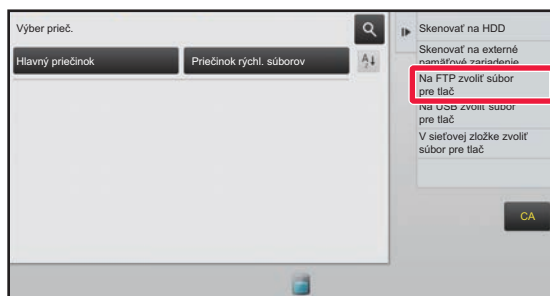 Výber prieč.
Hlavný priečinok
Priečinok rýchl. súborov
Skenovať na HDD
Skenovať na externé
pamäťové zariadenie
Na FTP zvoliť súbor
pre tlač
Na USB zvoliť súbor
pre tlač
V sieťovej zložke zvoliť
súbor pre tlač
CA